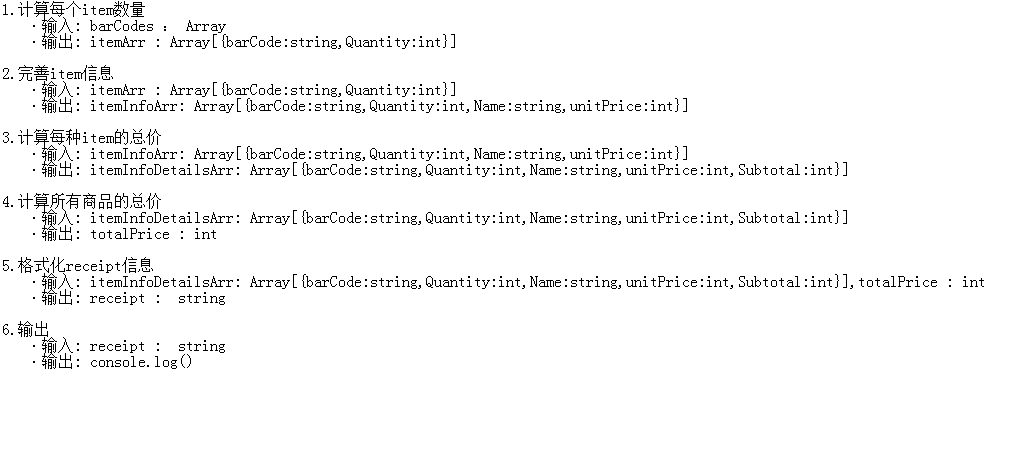 1.计算每个item数量
·输入: barCodes : Array
·输出: itemArr : Array[{barCode:string,Quantity:int}]
2.完善item信息
·输入: itemArr : Array[{barCode:string,Quantity:int}]
·输出: itemInfoArr: Array[{barCode:string,Quantity:int,Name:string,unitPrice:int}]
3.计算每种item的总价
·输入: itemInfoArr: Array[{barCode:string,Quantity:int,Name:string,unitPrice:int}]
·输出: itemInfoDetailsArr: Array[{barCode:string,Quantity:int,Name:string,unitPrice:int,Subtotal:int}]
4.计算所有商品的总价
·输入: itemInfoDetailsArr: Array[{barCode:string,Quantity:int,Name:string,unitPrice:int,Subtotal:int}]
·输出: totalPrice : int
5.格式化receipt信息
·输入: itemInfoDetailsArr: Array[{barCode:string,Quantity:int,Name:string,unitPrice:int,Subtotal:int}],totalPrice : int
·输出: receipt : string
6.输出
·输入: receipt : string
·输出: console.log()